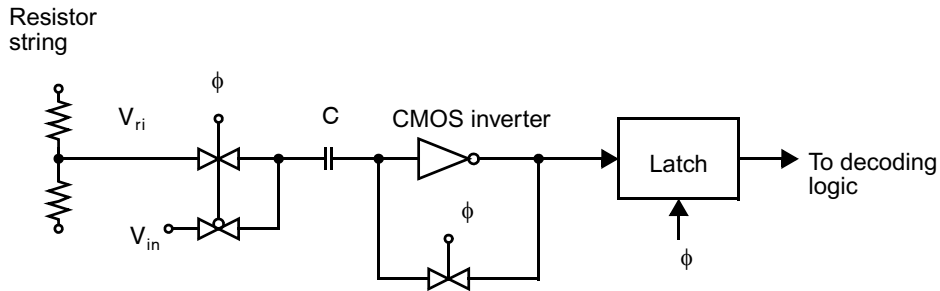 Resistor
string
ϕ
V_ri
C
CMOS inverter
Latch
To decoding
logic
ϕ
V_in
ϕ